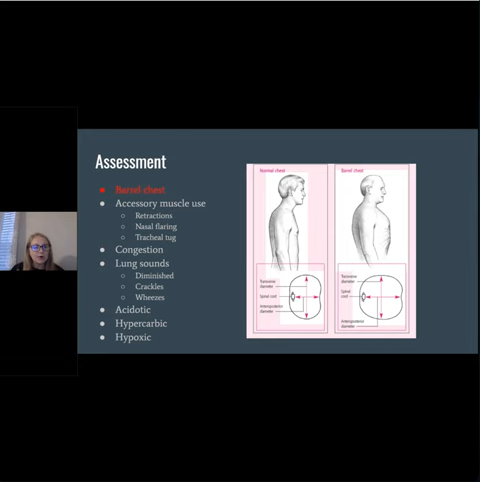 Assessment
Barrel chest
Accessory muscle use
Retractions
Nasal flaring
Tracheal tug
Congestion
Lung sounds
Diminished
Crackles
Wheezes
Acidotic
Hypercarbic
Hypoxic
Normal chest
Transverse
diameter
Spinal cord
Anteroposterior
diameter
Barrel chest
Transverse
diameter
Spinal
cord
Anteroposterior
diameter